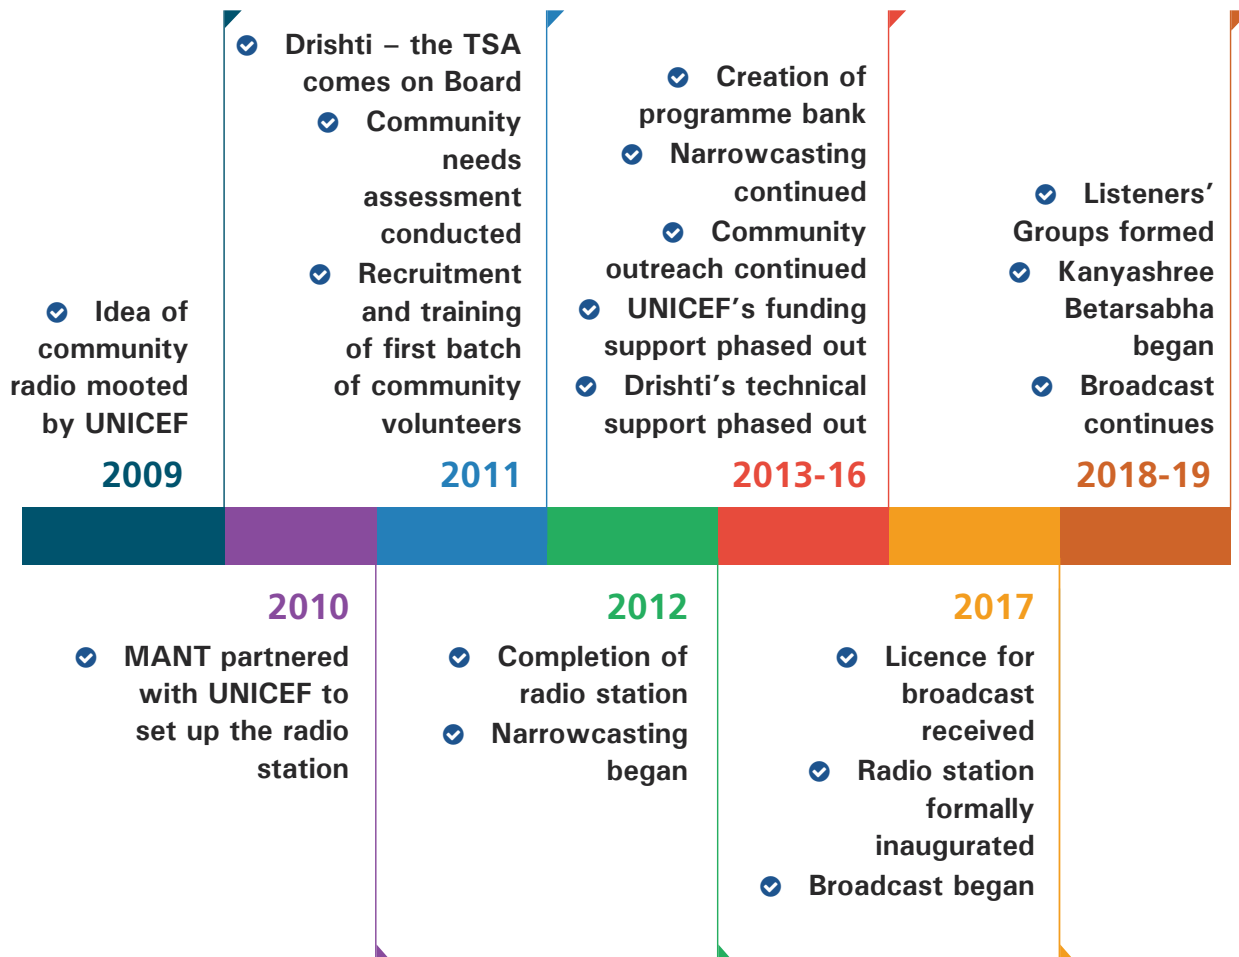 Idea of
community
radio mooted
by UNICEF
2009
2010
MANT partnered
with UNICEF to
set up the radio
station
Drishti – the TSA
comes on Board
Community
needs
assessment
conducted
Recruitment
and training
of first batch
of community
volunteers
2011
2012
Completion of
radio station
Narrowcasting
began
Creation of
programme bank
Narrowcasting
continued
Community
outreach continued
UNICEF’s funding
support phased out
Drishti’s technical
support phased out
2013-16
2017
Licence for
broadcast
received
Radio station
formally
inaugurated
Broadcast began
Listeners’
Groups formed
Kanyashree
Betarsabha
began
Broadcast
continues
2018-19